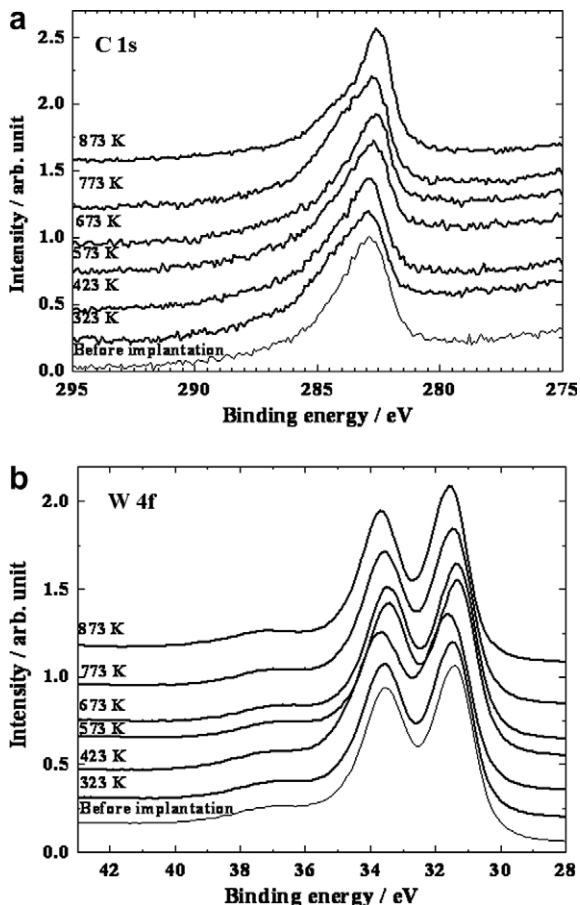 a
C 1s
2.5
2.0
1.5
1.0
0.5
0.0
Intensity / arb. unit
873 K
773 K
673 K
573 K
423 K
323 K
Before implantation
295 290 285 280 275
Binding energy / eV
b
W 4f
2.0
1.5
1.0
0.5
0.0
Intensity / arb. unit
873 K
773 K
673 K
573 K
423 K
323 K
Before implantation
42 40 38 36 34 32 30 28
Binding energy / eV